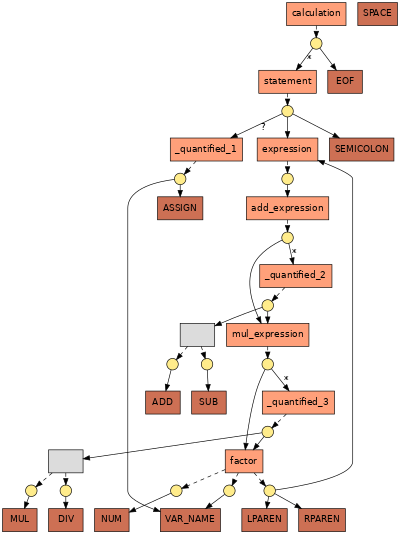 calculation SPACE
*
statement EOF
?
_quantified_1 expression SEMICOLON
ASSIGN add_expression
*
_quantified_2
mul_expression
*
ADD SUB _quantified_3
factor
MUL DIV NUM VAR_NAME LPAREN RPAREN